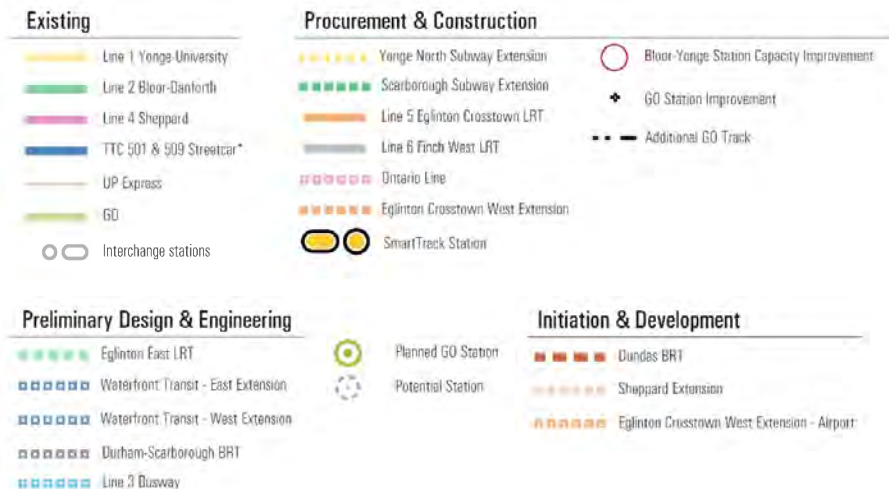 Existing
Line 1 Yonge-University
Line 2 Bloor-Danforth
Line 4 Sheppard
TTC 501 & 509 Streetcar*
UP Express
GO
Interchange stations
Procurement & Construction
Yonge North Subway Extension
Scarborough Subway Extension
Line 5 Eglinton Crosstown LRT
Line 6 Finch West LRT
Ontario Line
Eglinton Crosstown West Extension
SmartTrack Station
Bloor-Yonge Station Capacity Improvement
GO Station Improvement
Additional GO Track
Preliminary Design & Engineering
Eglinton East LRT
Waterfront Transit - East Extension
Waterfront Transit - West Extension
Durham-Scarborough BRT
Line 3 Busway
Planned GO Station
Potential Station
Initiation & Development
Dundas BRT
Sheppard Extension
Eglinton Crosstown West Extension - Airport